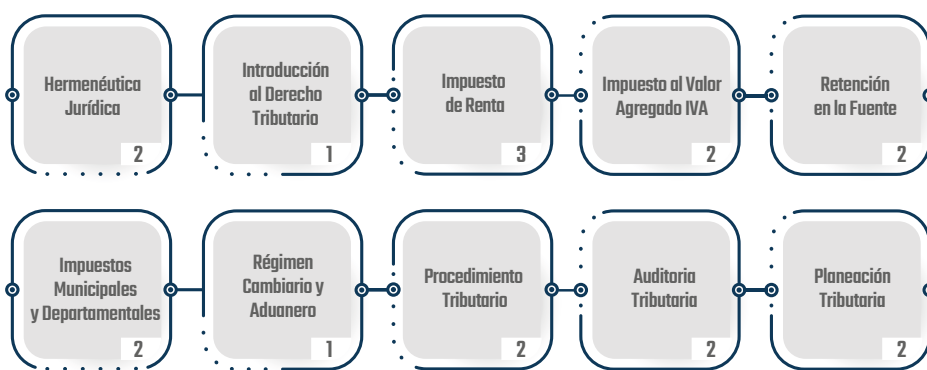 Hermenéutica
Jurídica
2
Introducción
al Derecho
Tributario
1
Impuesto
de Renta
3
Impuesto al Valor
Agregado IVA
2
Retención
en la Fuente
2
Impuestos
Municipales
y Departamentales
2
Régimen
Cambiario y
Aduanero
1
Procedimiento
Tributario
2
Auditoria
Tributaria
2
Planeación
Tributaria
2